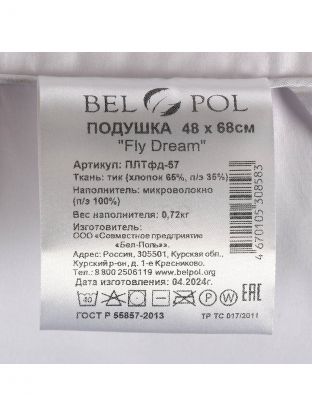 BEL POL
ПОДУШКА 48 х 68см
"Fly Dream"
Артикул: ПЛТфд-57
Ткань: тик (хлопок 65%, п/э 35%)
Наполнитель: микроволокно
(п/э 100%)
Вес наполнителя: 0,72кг
Изготовитель:
ООО «Совместное предприятие
«Бел-Поль»».
Адрес: Россия, 305501, Курская обл.,
Курский р-он, д. 1-е Красниково.
Тел.: 8 800 2506119 www.belpol.org
Дата изготовления: 04.2024г.
40 P W EAC
ГОСТ Р 55857-2013 ТР ТС 017/2011
4 670105 308583